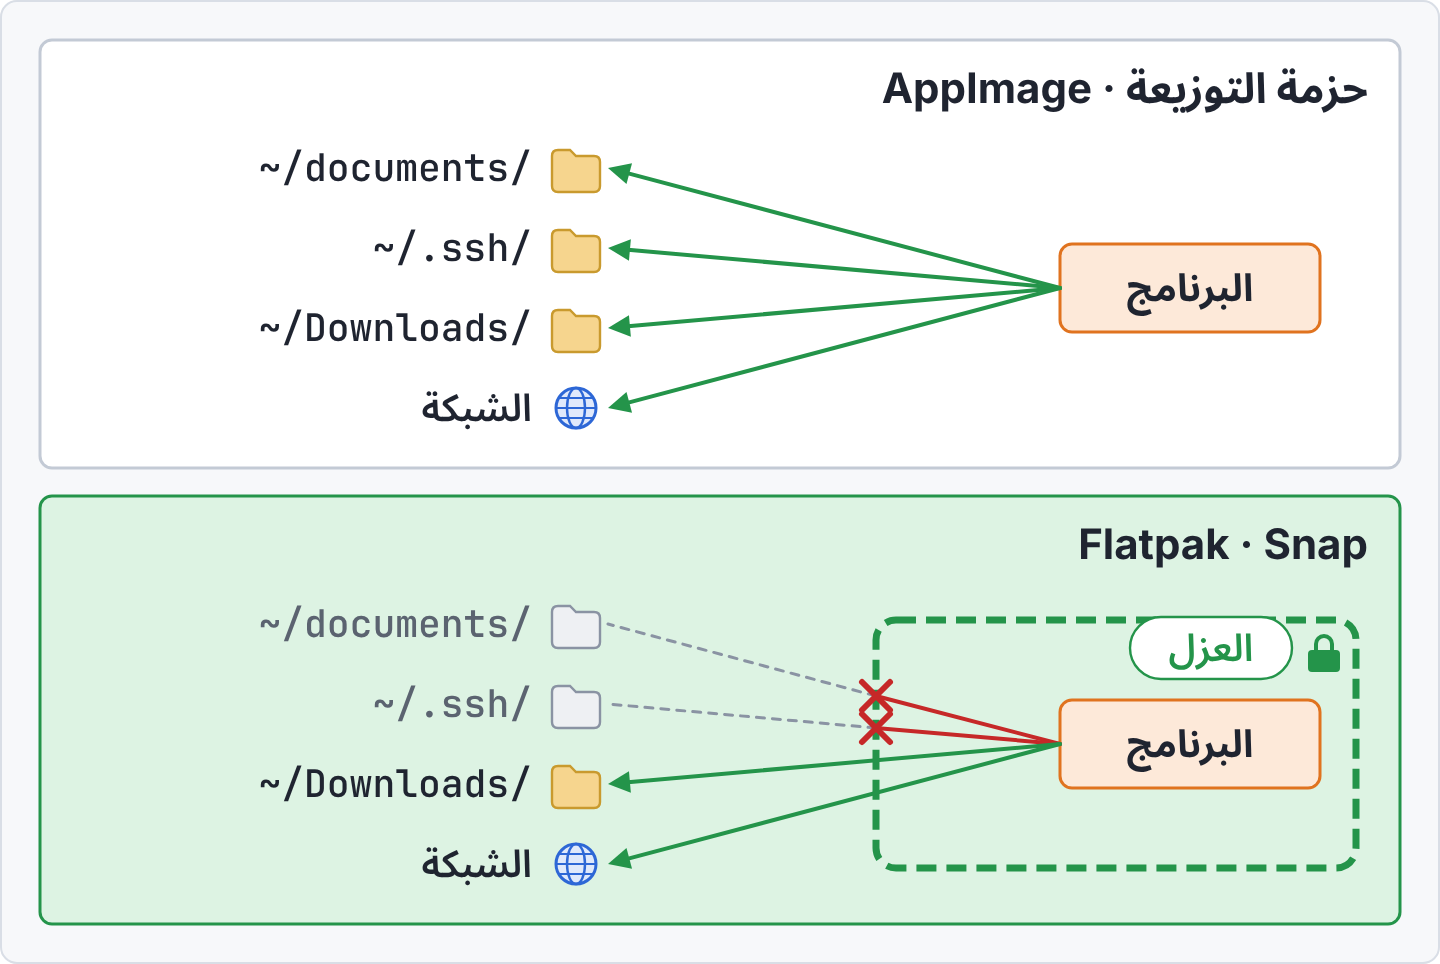 حزمة التوزيعة · AppImage
~/documents/
~/.ssh/
~/Downloads/
الشبكة
البرنامج
Flatpak · Snap
العزل
~/documents/
~/.ssh/
~/Downloads/
الشبكة
البرنامج